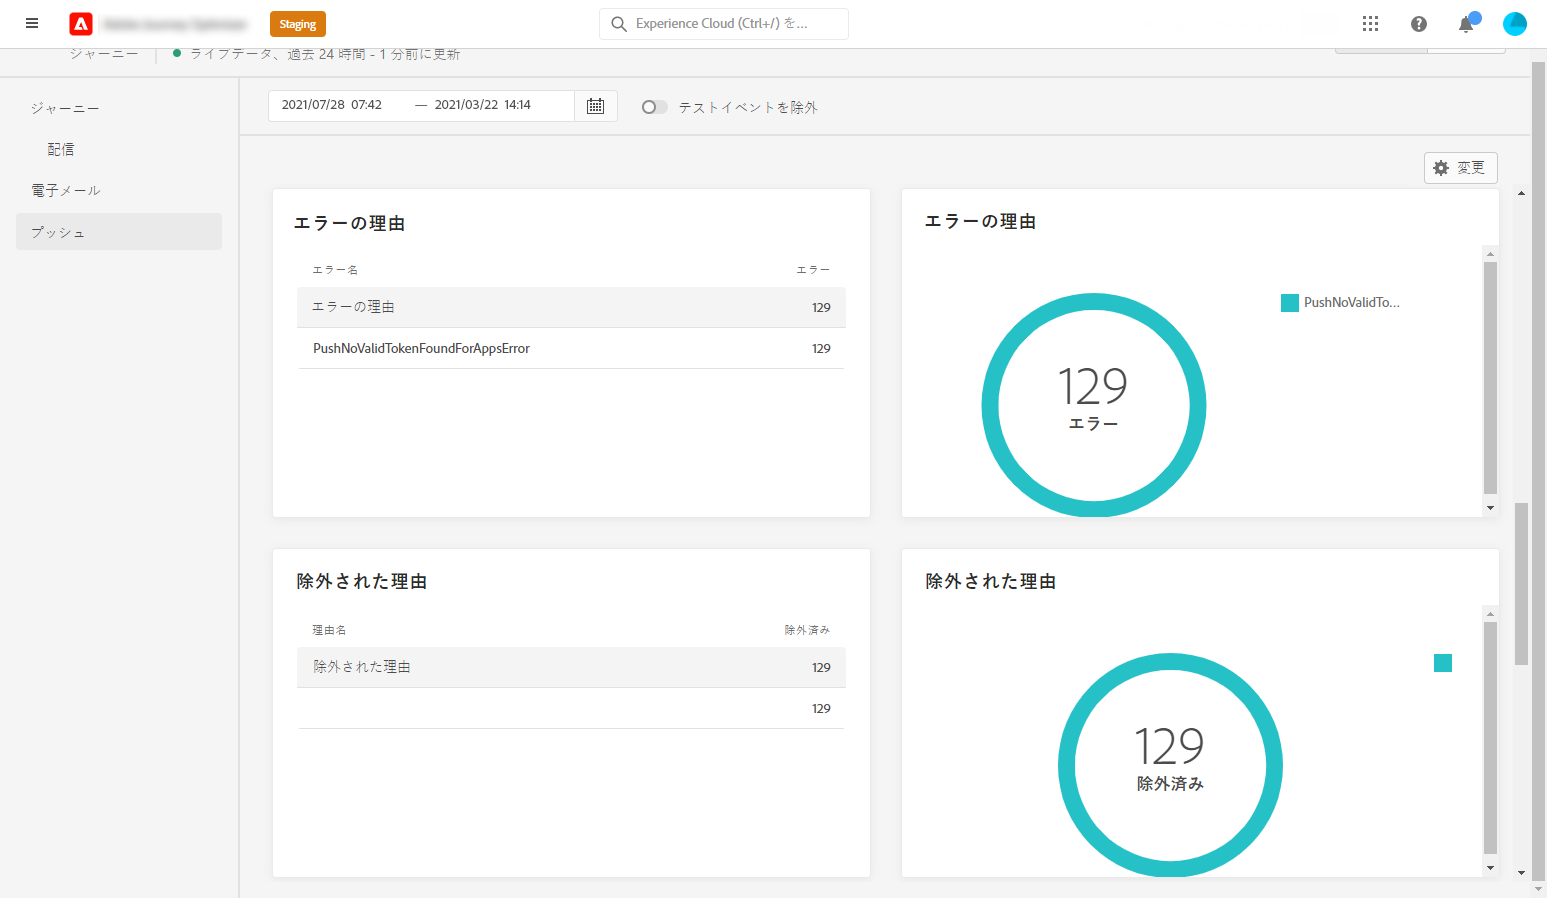 Staging
Experience Cloud (Ctrl+/) を...
ジャーニー
ライブデータ、過去 24 時間 - 1 分前に更新
ジャーニー
配信
電子メール
プッシュ
2021/07/28 07:42 — 2021/03/22 14:14
テストイベントを除外
変更
エラーの理由
エラー名 エラー
エラーの理由 129
PushNoValidTokenFoundForAppsError 129
エラーの理由
129
エラー
PushNoValidTo...
除外された理由
理由名 除外済み
除外された理由 129
129
除外された理由
129
除外済み